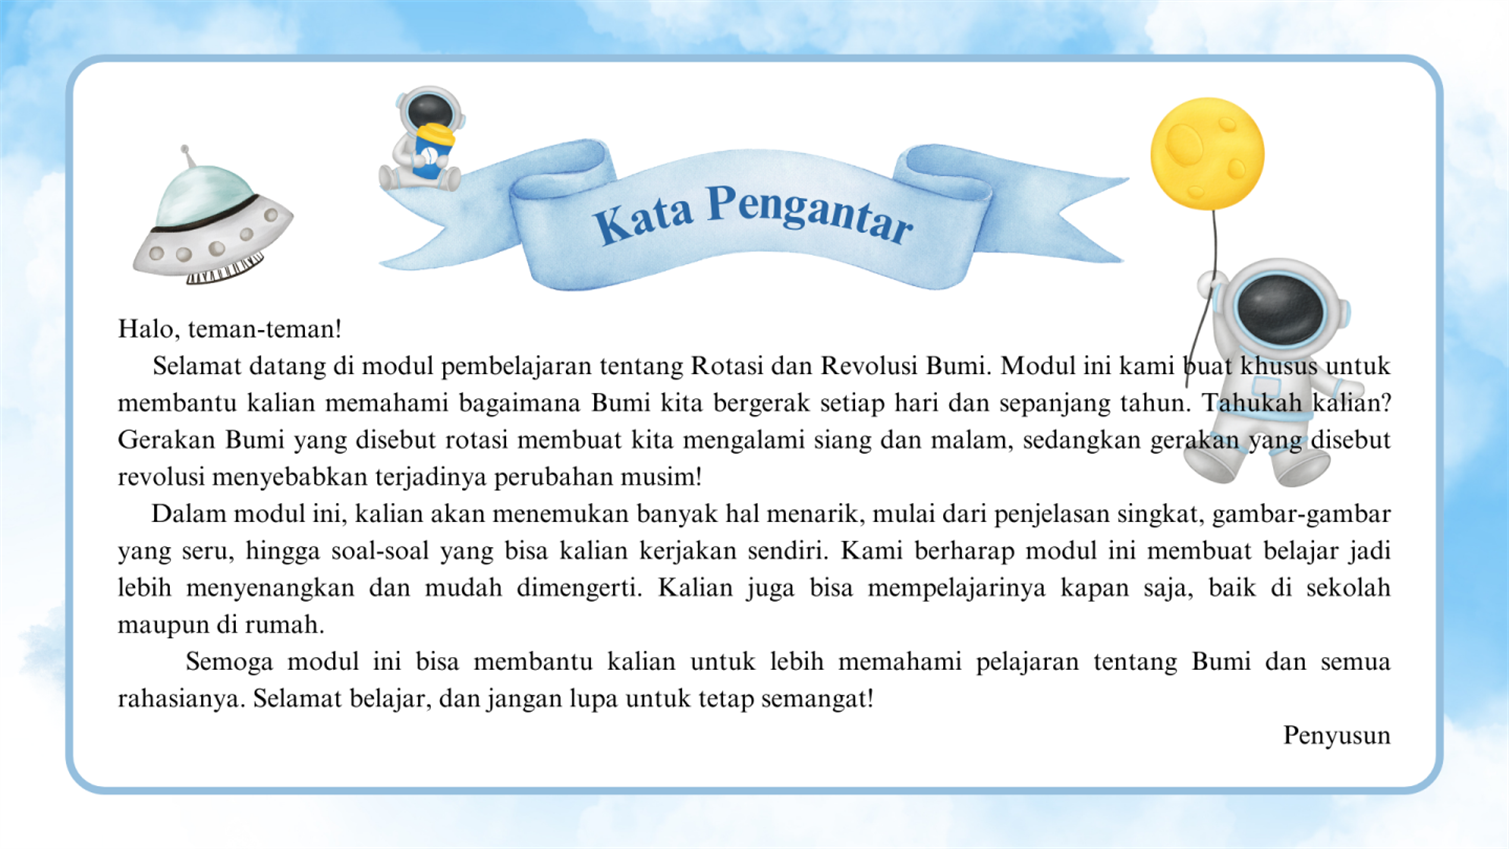 Kata Pengantar
Halo, teman-teman!
Selamat datang di modul pembelajaran tentang Rotasi dan Revolusi Bumi. Modul ini kami buat khusus untuk
membantu kalian memahami bagaimana Bumi kita bergerak setiap hari dan sepanjang tahun. Tahukah kalian?
Gerakan Bumi yang disebut rotasi membuat kita mengalami siang dan malam, sedangkan gerakan yang disebut
revolusi menyebabkan terjadinya perubahan musim!
Dalam modul ini, kalian akan menemukan banyak hal menarik, mulai dari penjelasan singkat, gambar-gambar
yang seru, hingga soal-soal yang bisa kalian kerjakan sendiri. Kami berharap modul ini membuat belajar jadi
lebih menyenangkan dan mudah dimengerti. Kalian juga bisa mempelajarinya kapan saja, baik di sekolah
maupun di rumah.
Semoga modul ini bisa membantu kalian untuk lebih memahami pelajaran tentang Bumi dan semua
rahasianya. Selamat belajar, dan jangan lupa untuk tetap semangat!
Penyusun